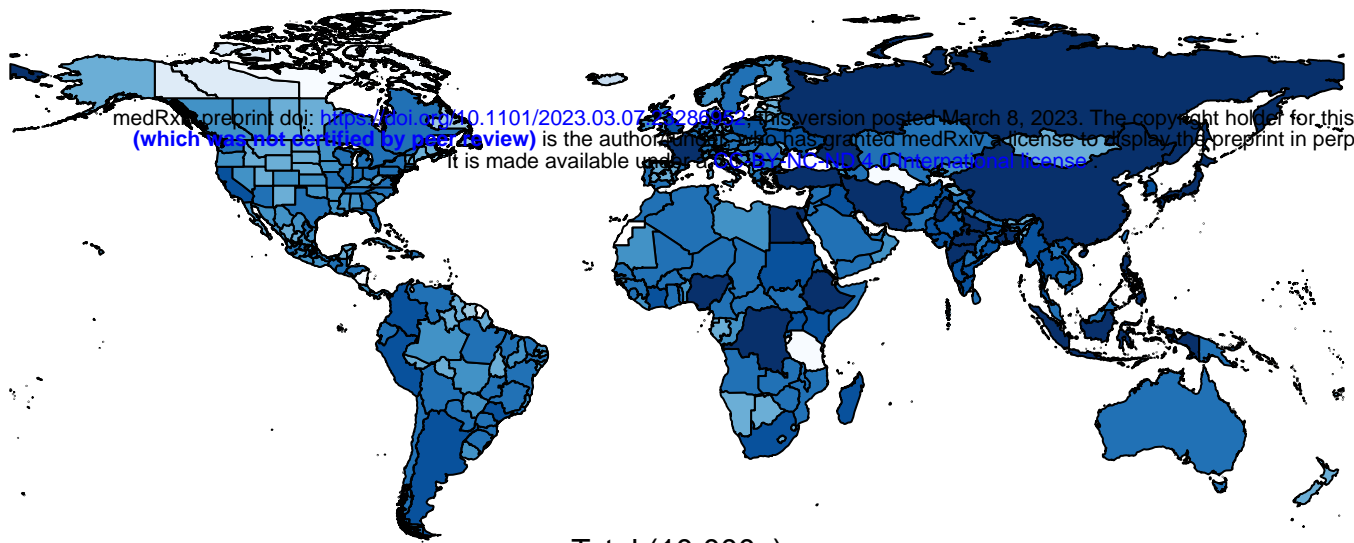 medRxiv preprint doi: https://doi.org/10.1101/2023.03.07.23286952; this version posted March 8, 2023. The copyright holder for this
(which was not certified by peer review) is the author/funder, who has granted medRxiv a license to display the preprint in perp
It is made available under a CC-BY-NC-ND 4.0 International license